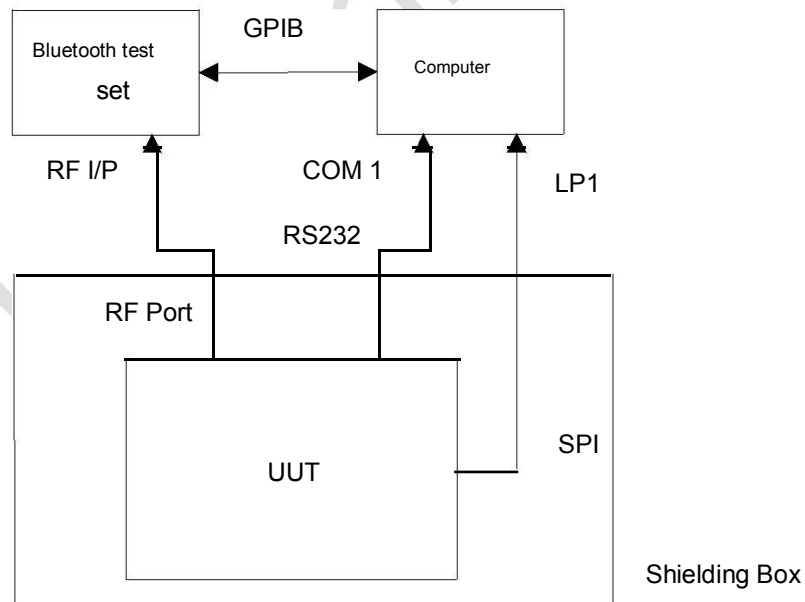 GPIB
Bluetooth test
set
Computer
RF I/P
COM 1
LP1
RS232
RF Port
SPI
UUT
Shielding Box